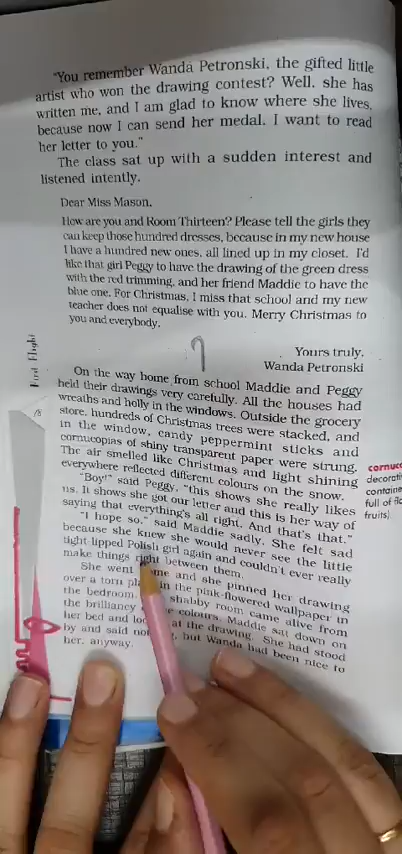 "You remember Wanda Petronski, the gifted little
artist who won the drawing contest? Well, she has
written me, and I am glad to know where she lives,
because now I can send her medal. I want to read
her letter to you."
The class sat up with a sudden interest and
listened intently.
Dear Miss Mason,
How are you and Room Thirteen? Please tell the girls they
can keep those hundred dresses, because in my new house
I have a hundred new ones, all lined up in my closet. I'd
like that girl Peggy to have the drawing of the green dress
with the red trimming, and her friend Maddie to have the
blue one. For Christmas, I miss that school and my new
teacher does not equalise with you. Merry Christmas to
you and everybody.
Yours truly,
Wanda Petronski
On the way home from school Maddie and Peggy
held their drawings very carefully. All the houses had
wreaths and holly in the windows. Outside the grocery
store, hundreds of Christmas trees were stacked, and
in the window, candy peppermint sticks and
cornucopias of shiny transparent paper were strung.
The air smelled like Christmas and light shining
everywhere reflected different colours on the snow.
"Boy!" said Peggy, "this shows she really likes
us. It shows she got our letter and this is her way of
saying that everything's all right. And that's that."
"I hope so," said Maddie sadly. She felt sad
because she knew she would never see the little
tight-lipped Polish girl again and couldn't ever really
make things right between them.
She went and she pinned her drawing
over a torn in the pink-flowered wallpaper in
the bedroom. shabby room came alive from
the brilliancy colours. Maddie sat down on
her bed and at the drawing. She had stood
by and said but Wanda had been nice to
her, anyway.
First Flight
78
decorati
containe
full of
fruits)